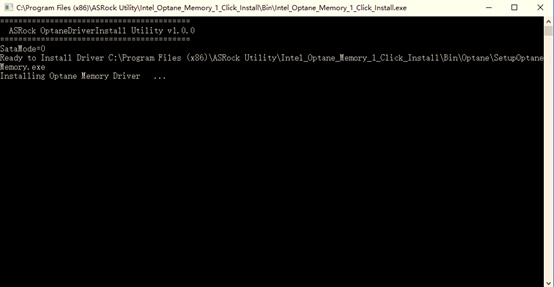 C:\Program Files (x86)\ASRock Utility\Intel_Optane_Memory_1_Click_Install\Bin\Intel_Optane_Memory_1_Click_Install.exe
==========================================
ASRock OptaneDriverInstall Utility v1.0.0
==========================================
SataMode=0
Ready to Install Driver C:\Program Files (x86)\ASRock Utility\Intel_Optane_Memory_1_Click_Install\Bin\Optane\SetupOptane
Memory.exe
Installing Optane Memory Driver ...